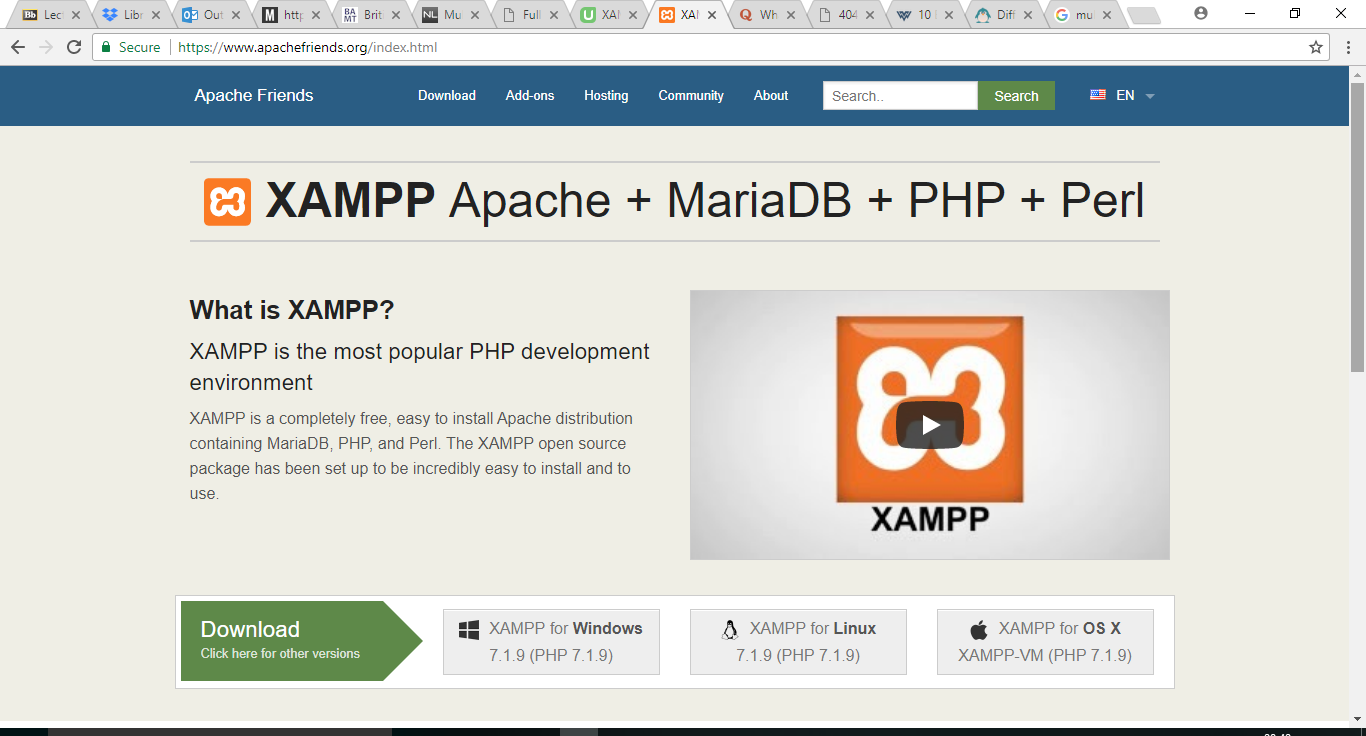 Lec
Libr
Out
http
Brit
Mu
Full
XAM
XAM
Wh
404
10
Diff
mu
Secure https://www.apachefriends.org/index.html
Apache Friends Download Add-ons Hosting Community About Search.. Search EN
XAMPP Apache + MariaDB + PHP + Perl
What is XAMPP?
XAMPP is the most popular PHP development
environment
XAMPP is a completely free, easy to install Apache distribution
containing MariaDB, PHP, and Perl. The XAMPP open source
package has been set up to be incredibly easy to install and to
use.
XAMPP
Download
Click here for other versions
XAMPP for Windows
7.1.9 (PHP 7.1.9)
XAMPP for Linux
7.1.9 (PHP 7.1.9)
XAMPP for OS X
XAMPP-VM (PHP 7.1.9)